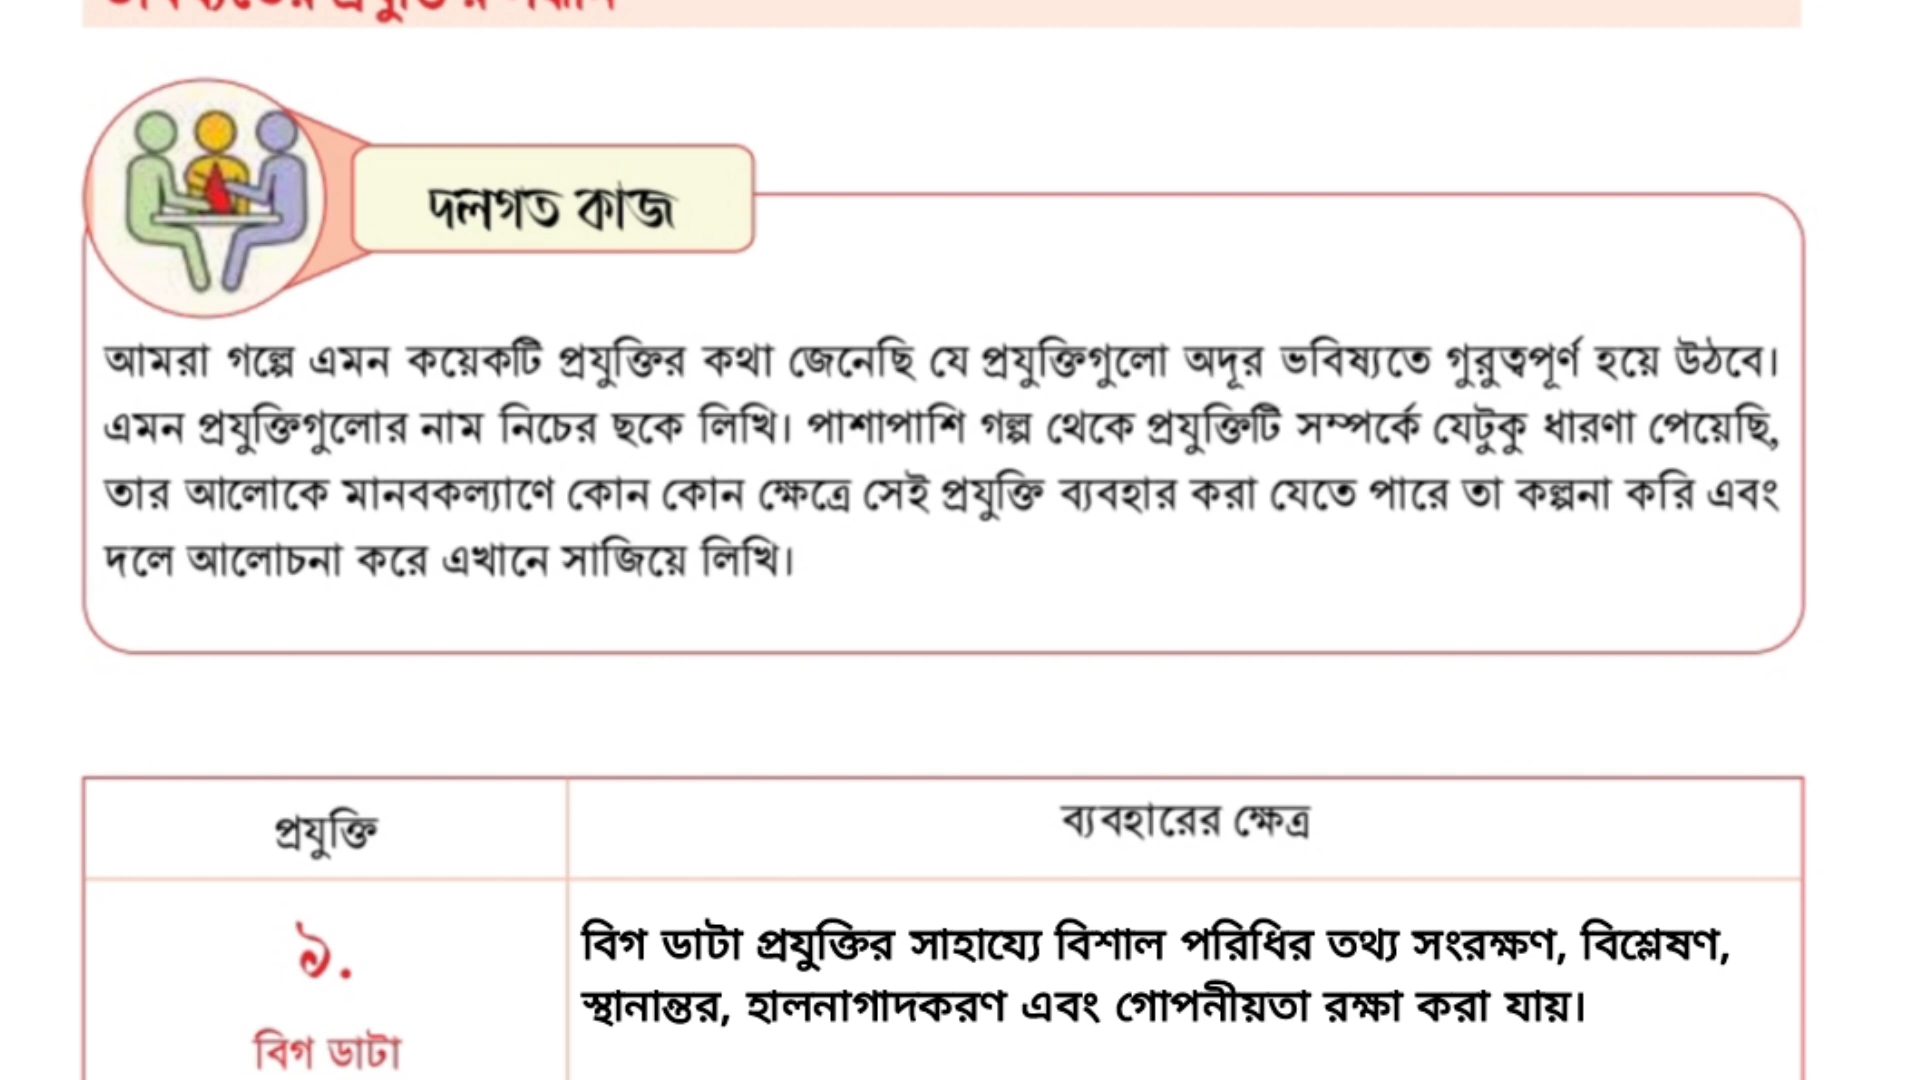 দলগত কাজ
আমরা গল্পে এমন কয়েকটি প্রযুক্তির কথা জেনেছি যে প্রযুক্তিগুলো অদূর ভবিষ্যতে গুরুত্বপূর্ণ হয়ে উঠবে।
এমন প্রযুক্তিগুলোর নাম নিচের ছকে লিখি। পাশাপাশি গল্প থেকে প্রযুক্তিটি সম্পর্কে যেটুকু ধারণা পেয়েছি,
তার আলোকে মানবকল্যাণে কোন কোন ক্ষেত্রে সেই প্রযুক্তি ব্যবহার করা যেতে পারে তা কল্পনা করি এবং
দলে আলোচনা করে এখানে সাজিয়ে লিখি।
প্রযুক্তি
ব্যবহারের ক্ষেত্র
১.
বিগ ডাটা
বিগ ডাটা প্রযুক্তির সাহায্যে বিশাল পরিধির তথ্য সংরক্ষণ, বিশ্লেষণ,
স্থানান্তর, হালনাগাদকরণ এবং গোপনীয়তা রক্ষা করা যায়।